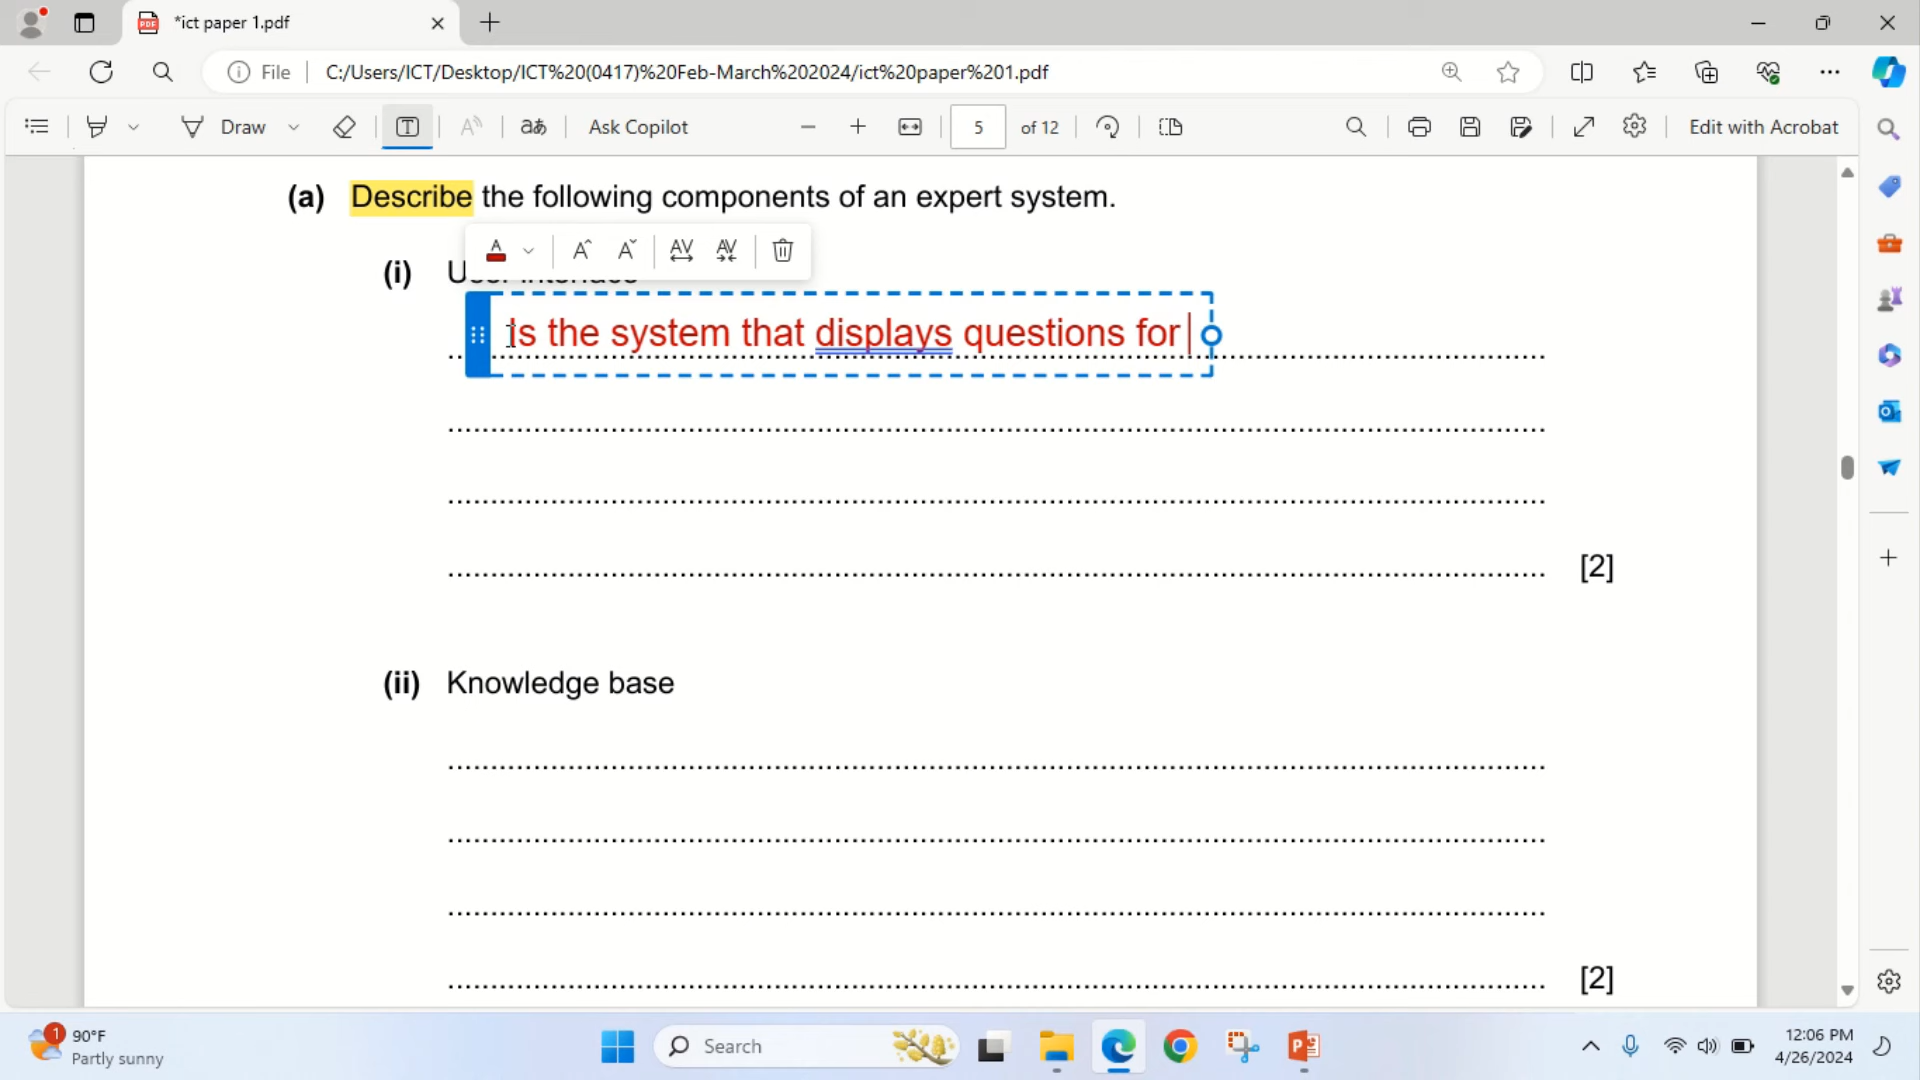 *ict paper 1.pdf
File
C:/Users/ICT/Desktop/ICT%20(0417)%20Feb-March%202024/ict%20paper%201.pdf
Draw
Ask Copilot
5
of 12
Edit with Acrobat
(a) Describe the following components of an expert system.
(i) User interface
Is the system that displays questions for
[2]
(ii) Knowledge base
[2]
1
90°F
Partly sunny
Search
12:06 PM
4/26/2024